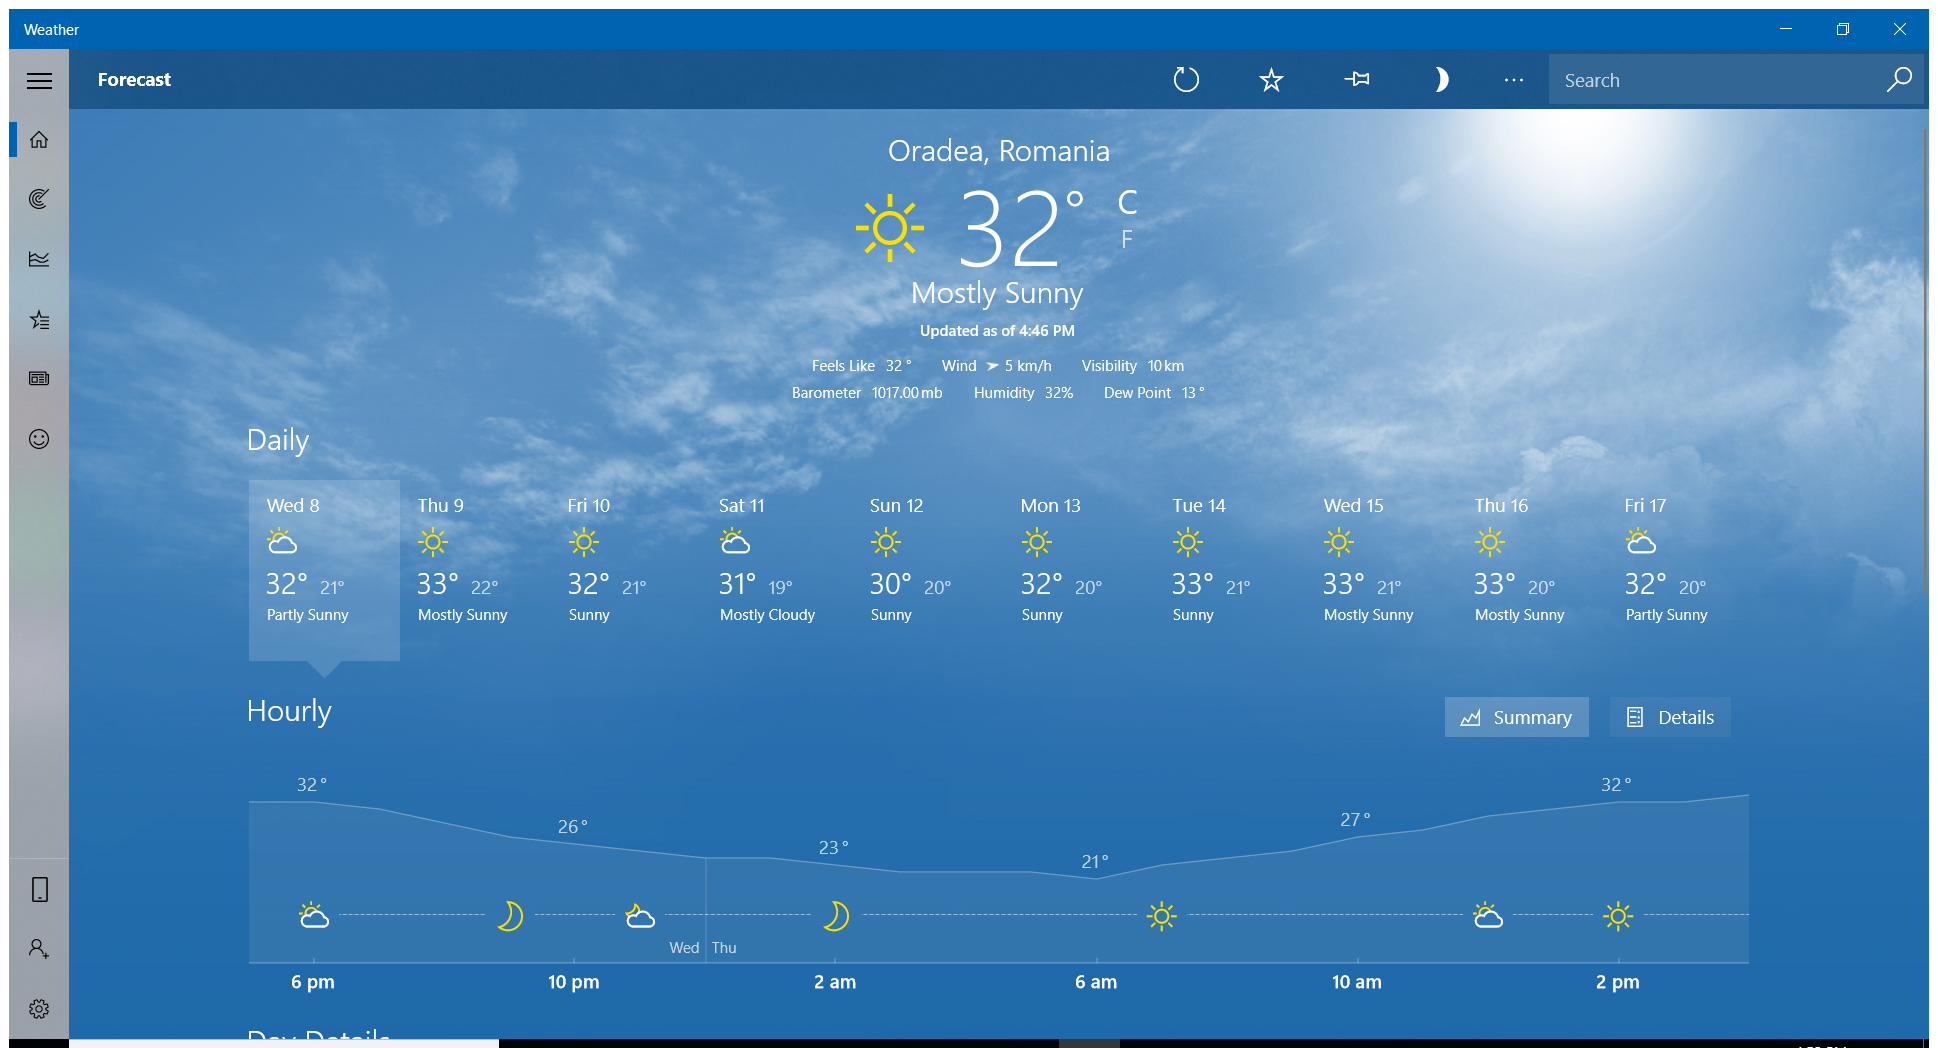 Weather
Forecast
Search
Oradea, Romania
32° C
F
Mostly Sunny
Updated as of 4:46 PM
Feels Like 32 ° Wind 5 km/h Visibility 10 km
Barometer 1017.00 mb Humidity 32% Dew Point 13 °
Daily
Wed 8 Thu 9 Fri 10 Sat 11 Sun 12 Mon 13 Tue 14 Wed 15 Thu 16 Fri 17
32° 21° 33° 22° 32° 21° 31° 19° 30° 20° 32° 20° 33° 21° 33° 21° 33° 20° 32° 20°
Partly Sunny Mostly Sunny Sunny Mostly Cloudy Sunny Sunny Sunny Mostly Sunny Mostly Sunny Partly Sunny
Hourly
Summary Details
32 ° 26 ° 23 ° 21 ° 27 ° 32 °
Wed Thu
6 pm 10 pm 2 am 6 am 10 am 2 pm
Day Details